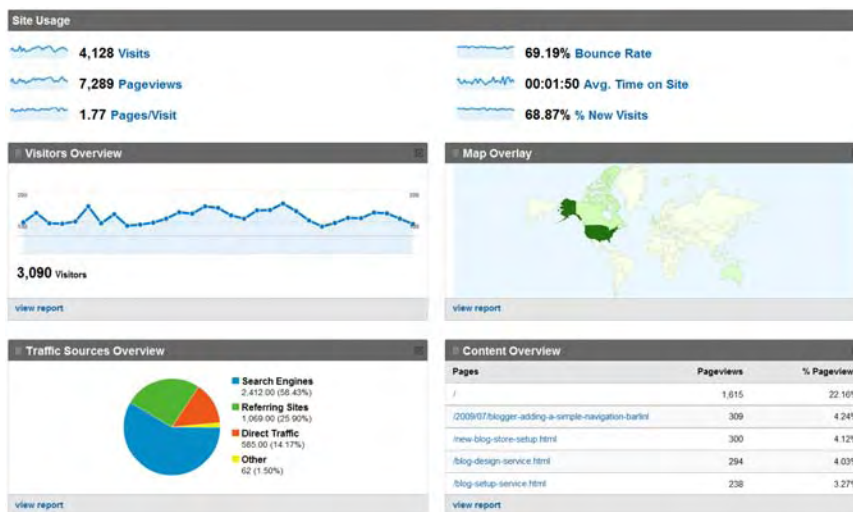 Site Usage
4,128 Visits
69.19% Bounce Rate
7,289 Pageviews
00:01:50 Avg. Time on Site
1.77 Pages/Visit
68.87% % New Visits
Visitors Overview
3,090 Visitors
view report
Map Overlay
view report
Traffic Sources Overview
Search Engines
2,412.00 (58.43%)
Referring Sites
1,069.00 (25.90%)
Direct Traffic
585.00 (14.17%)
Other
62 (1.50%)
view report
Content Overview
Pages Pageviews % Pageview
/ 1,615 22.16%
/2009/07/blogger-adding-a-simple-navigation-barlinl 309 4.24%
/new-blog-store-setup.html 300 4.12%
/blog-design-service.html 294 4.03%
/blog-setup-service.html 238 3.27%
view report